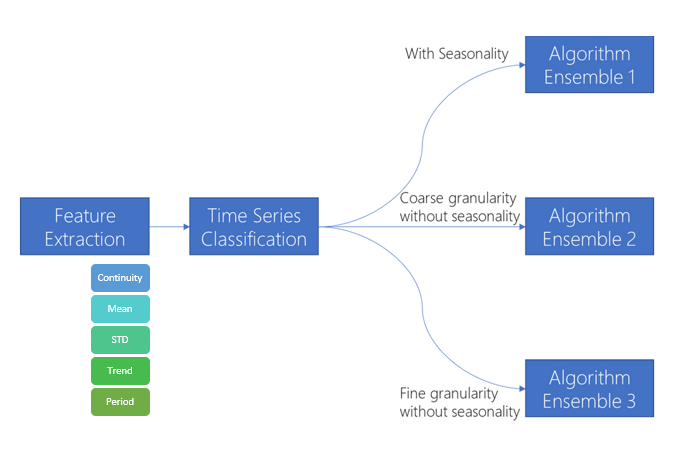 Feature
Extraction
Continuity
Mean
STD
Trend
Period
Time Series
Classification
With Seasonality
Algorithm
Ensemble 1
Coarse granularity
without seasonality
Algorithm
Ensemble 2
Fine granularity
without seasonality
Algorithm
Ensemble 3